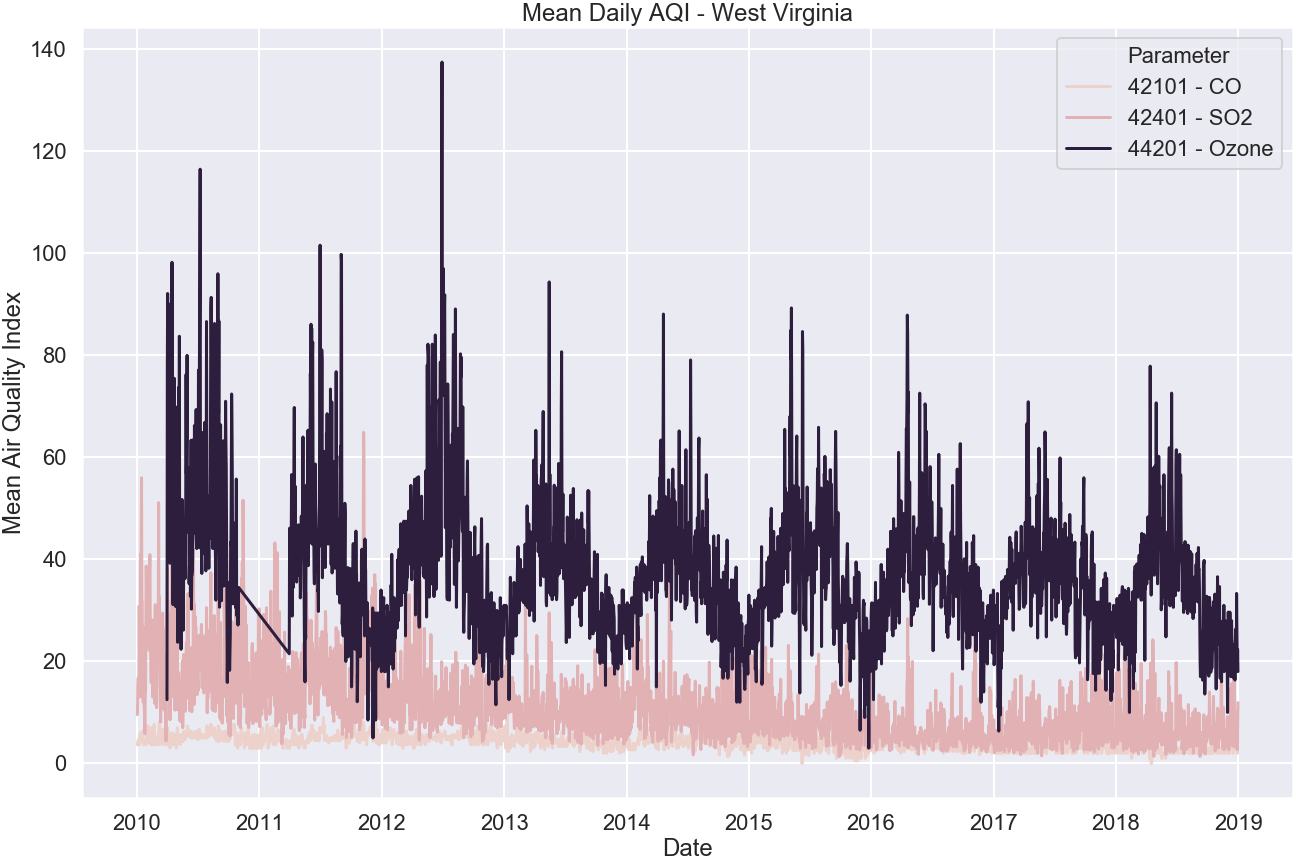 Mean Daily AQI - West Virginia
Parameter
42101 - CO
42401 - SO2
44201 - Ozone
Mean Air Quality Index
140
120
100
80
60
40
20
0
2010 2011 2012 2013 2014 2015 2016 2017 2018 2019
Date